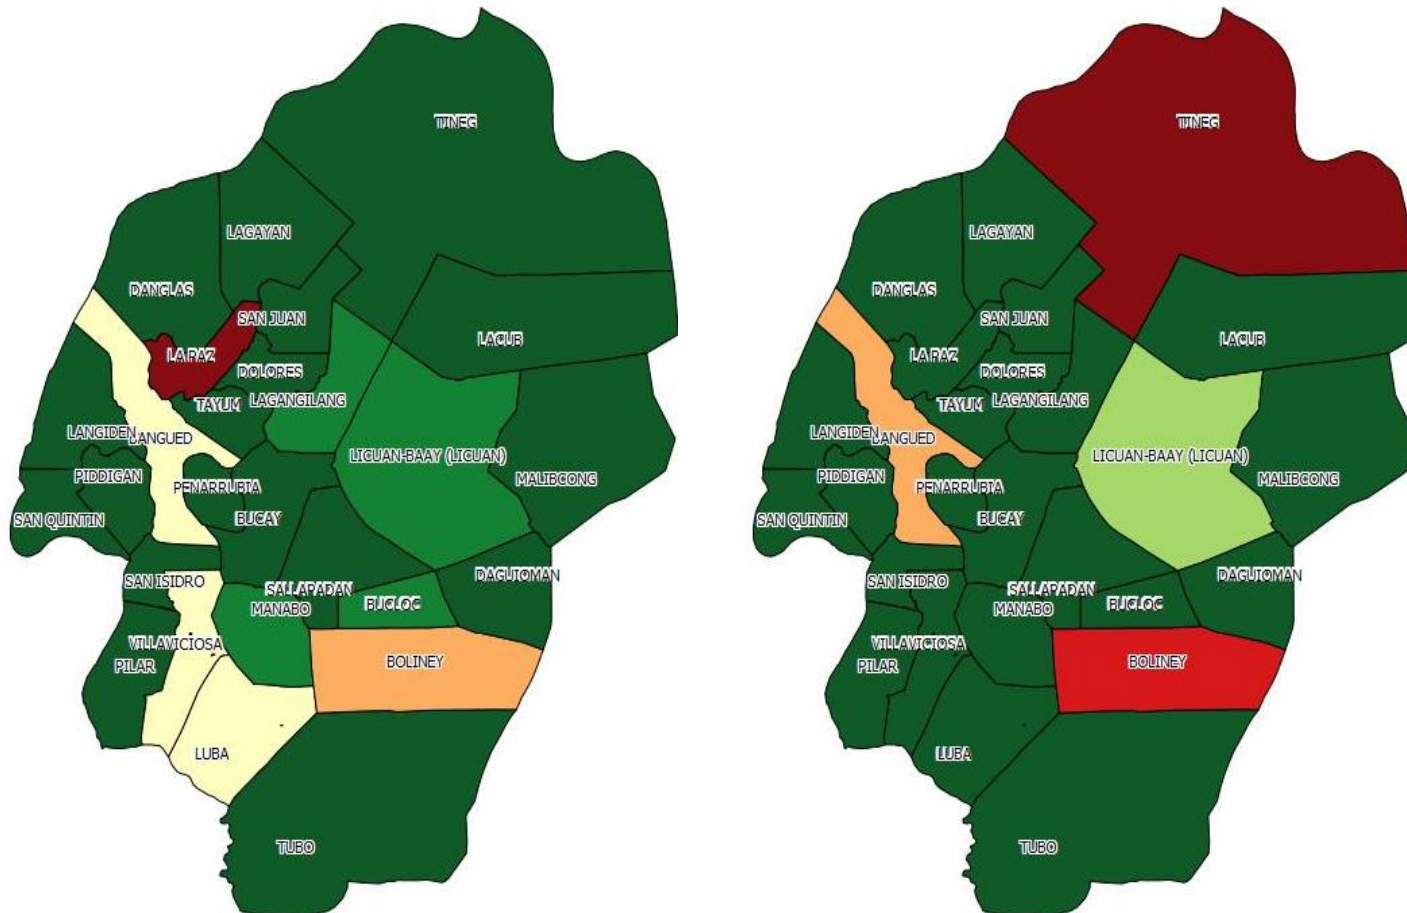 TINEG
LAGAYAN
DANGLAS
SAN JUAN
LA PAZ
LACUB
DOLORES
TAYUM
LAGANGILANG
LANGIDEN
BANGUED
LICUAN-BAAY (LICUAN)
PIDDIGAN
PENARRUBIA
MALIBCONG
SAN QUINTIN
BUCAY
DAGUIOMAN
SAN ISIDRO
SALLAPADAN
MANABO
BUCLOC
VILLAVICIOSA
PILAR
BOLINEY
LUBA
TUBO
TINEG
LAGAYAN
DANGLAS
SAN JUAN
LA PAZ
LACUB
DOLORES
TAYUM
LAGANGILANG
LANGIDEN
BANGUED
LICUAN-BAAY (LICUAN)
PIDDIGAN
PENARRUBIA
MALIBCONG
SAN QUINTIN
BUCAY
DAGUIOMAN
SAN ISIDRO
SALLAPADAN
MANABO
BUCLOC
VILLAVICIOSA
PILAR
BOLINEY
LUBA
TUBO